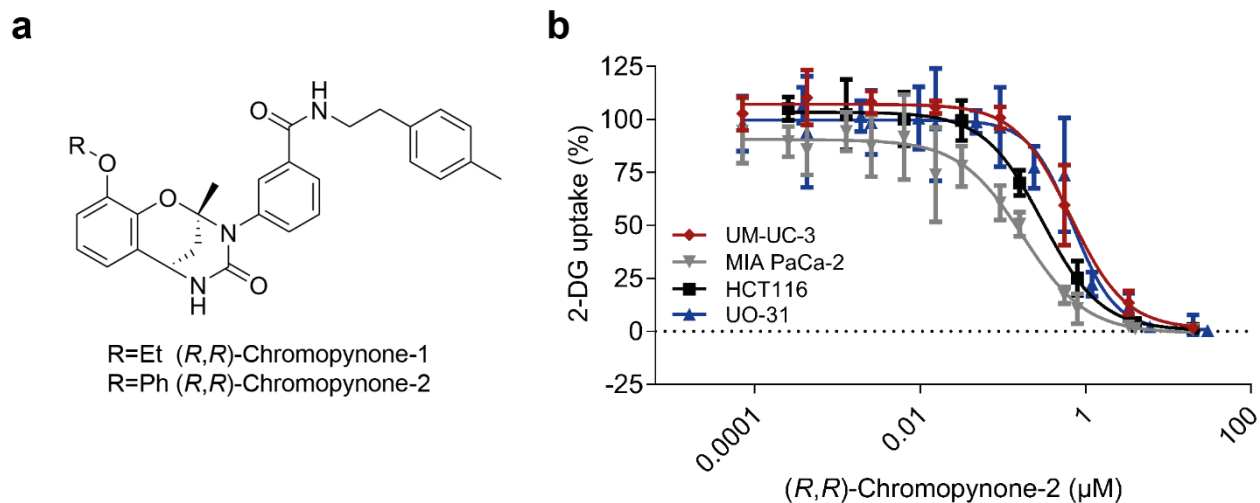 a
O
NH
R
O
O
N
N
H
O
R=Et (R,R)-Chromopynone-1
R=Ph (R,R)-Chromopynone-2
b
125
100
75
50
25
0
-25
2-DG uptake (%)
UM-UC-3
MIA PaCa-2
HCT116
UO-31
0.0001
0.01
1
100
(R,R)-Chromopynone-2 (µM)